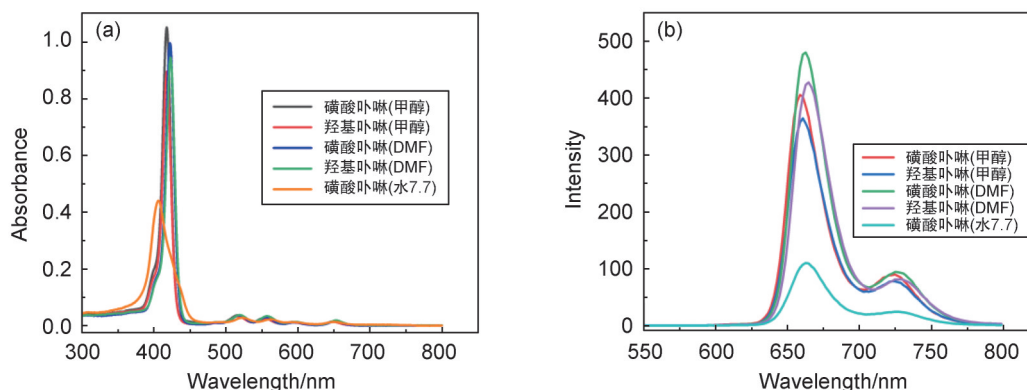 (a)
Absorbance
1.0
0.8
0.6
0.4
0.2
0.0
磺酸卟啉(甲醇)
羟基卟啉(甲醇)
磺酸卟啉(DMF)
羟基卟啉(DMF)
磺酸卟啉(水7.7)
300 400 500 600 700 800
Wavelength/nm
(b)
Intensity
500
400
300
200
100
0
磺酸卟啉(甲醇)
羟基卟啉(甲醇)
磺酸卟啉(DMF)
羟基卟啉(DMF)
磺酸卟啉(水7.7)
550 600 650 700 750 800
Wavelength/nm